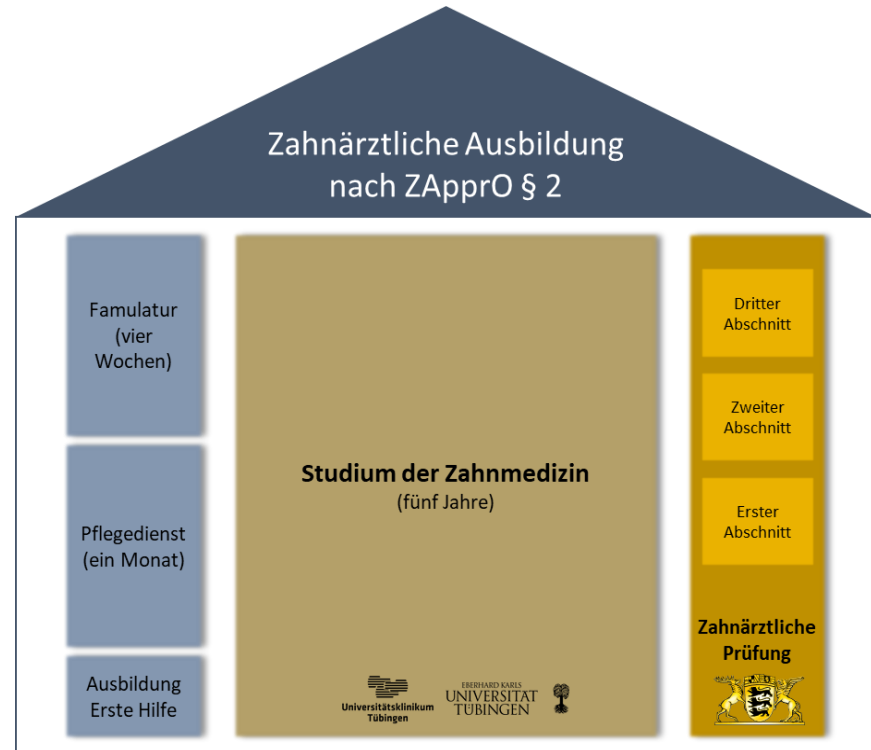 Zahnärztliche Ausbildung
nach ZApprO § 2
Famulatur
(vier
Wochen)
Pflegedienst
(ein Monat)
Ausbildung
Erste Hilfe
Studium der Zahnmedizin
(fünf Jahre)
Universitätsklinikum
Tübingen
EBERHARD KARLS
UNIVERSITÄT
TÜBINGEN
Dritter
Abschnitt
Zweiter
Abschnitt
Erster
Abschnitt
Zahnärztliche
Prüfung